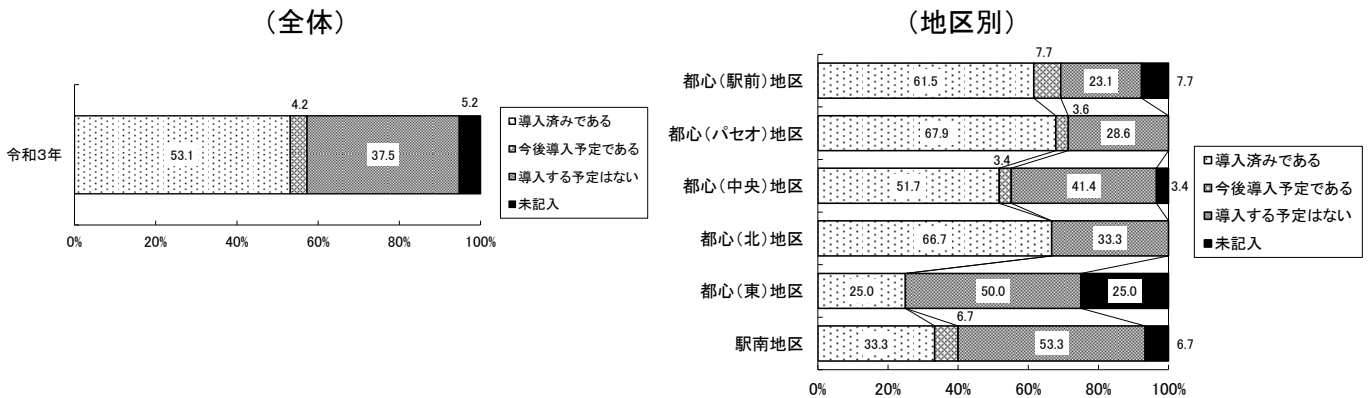 (全体)
4.2
5.2
令和3年
53.1
37.5
0%
20%
40%
60%
80%
100%
導入済みである
今後導入予定である
導入する予定はない
未記入
(地区別)
7.7
都心(駅前)地区
61.5
23.1
7.7
3.6
都心(パセオ)地区
67.9
28.6
3.4
都心(中央)地区
51.7
41.4
3.4
都心(北)地区
66.7
33.3
都心(東)地区
25.0
50.0
25.0
6.7
駅南地区
33.3
53.3
6.7
0%
20%
40%
60%
80%
100%
導入済みである
今後導入予定である
導入する予定はない
未記入